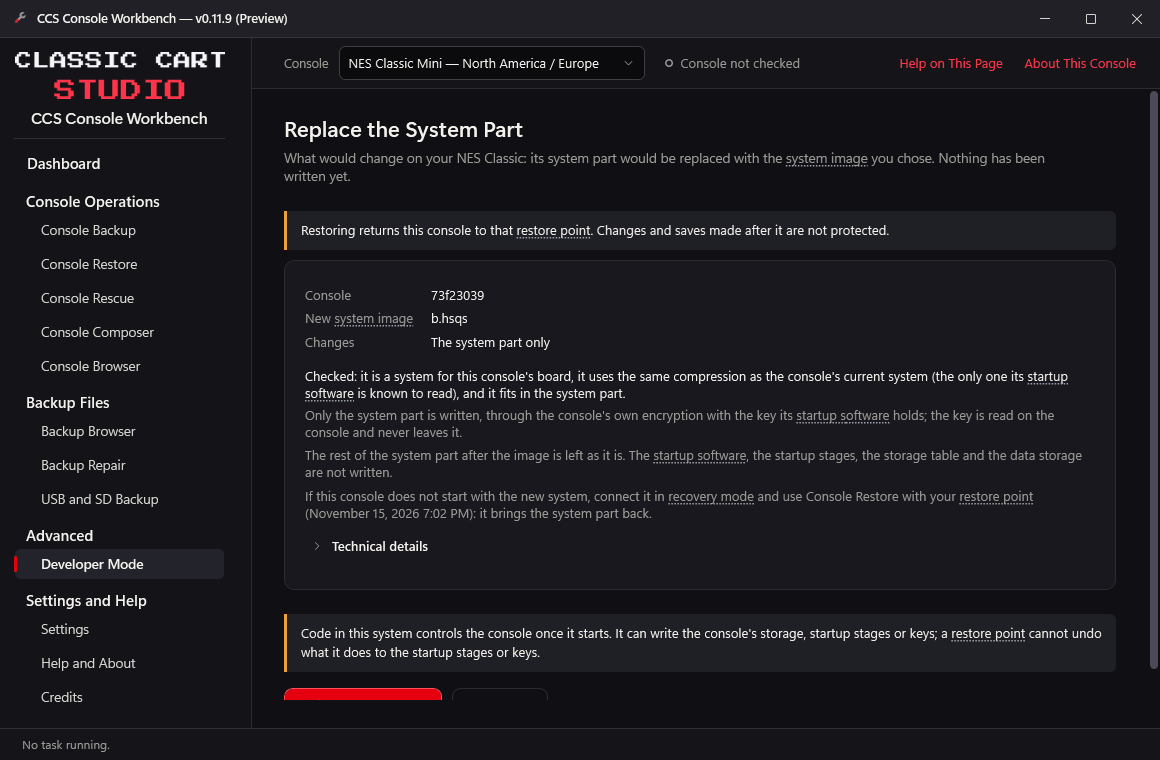 CCS Console Workbench — v0.11.9 (Preview)
CLASSIC CART
STUDIO
CCS Console Workbench
Dashboard
Console Operations
Console Backup
Console Restore
Console Rescue
Console Composer
Console Browser
Backup Files
Backup Browser
Backup Repair
USB and SD Backup
Advanced
Developer Mode
Settings and Help
Settings
Help and About
Credits
Console
NES Classic Mini — North America / Europe
Console not checked
Help on This Page
About This Console
Replace the System Part
What would change on your NES Classic: its system part would be replaced with the system image you chose. Nothing has been
written yet.
Restoring returns this console to that restore point. Changes and saves made after it are not protected.
Console 73f23039
New system image b.hsqs
Changes The system part only
Checked: it is a system for this console's board, it uses the same compression as the console's current system (the only one its startup
software is known to read), and it fits in the system part.
Only the system part is written, through the console's own encryption with the key its startup software holds; the key is read on the
console and never leaves it.
The rest of the system part after the image is left as it is. The startup software, the startup stages, the storage table and the data storage
are not written.
If this console does not start with the new system, connect it in recovery mode and use Console Restore with your restore point
(November 15, 2026 7:02 PM): it brings the system part back.
Technical details
Code in this system controls the console once it starts. It can write the console's storage, startup stages or keys; a restore point cannot undo
what it does to the startup stages or keys.
No task running.